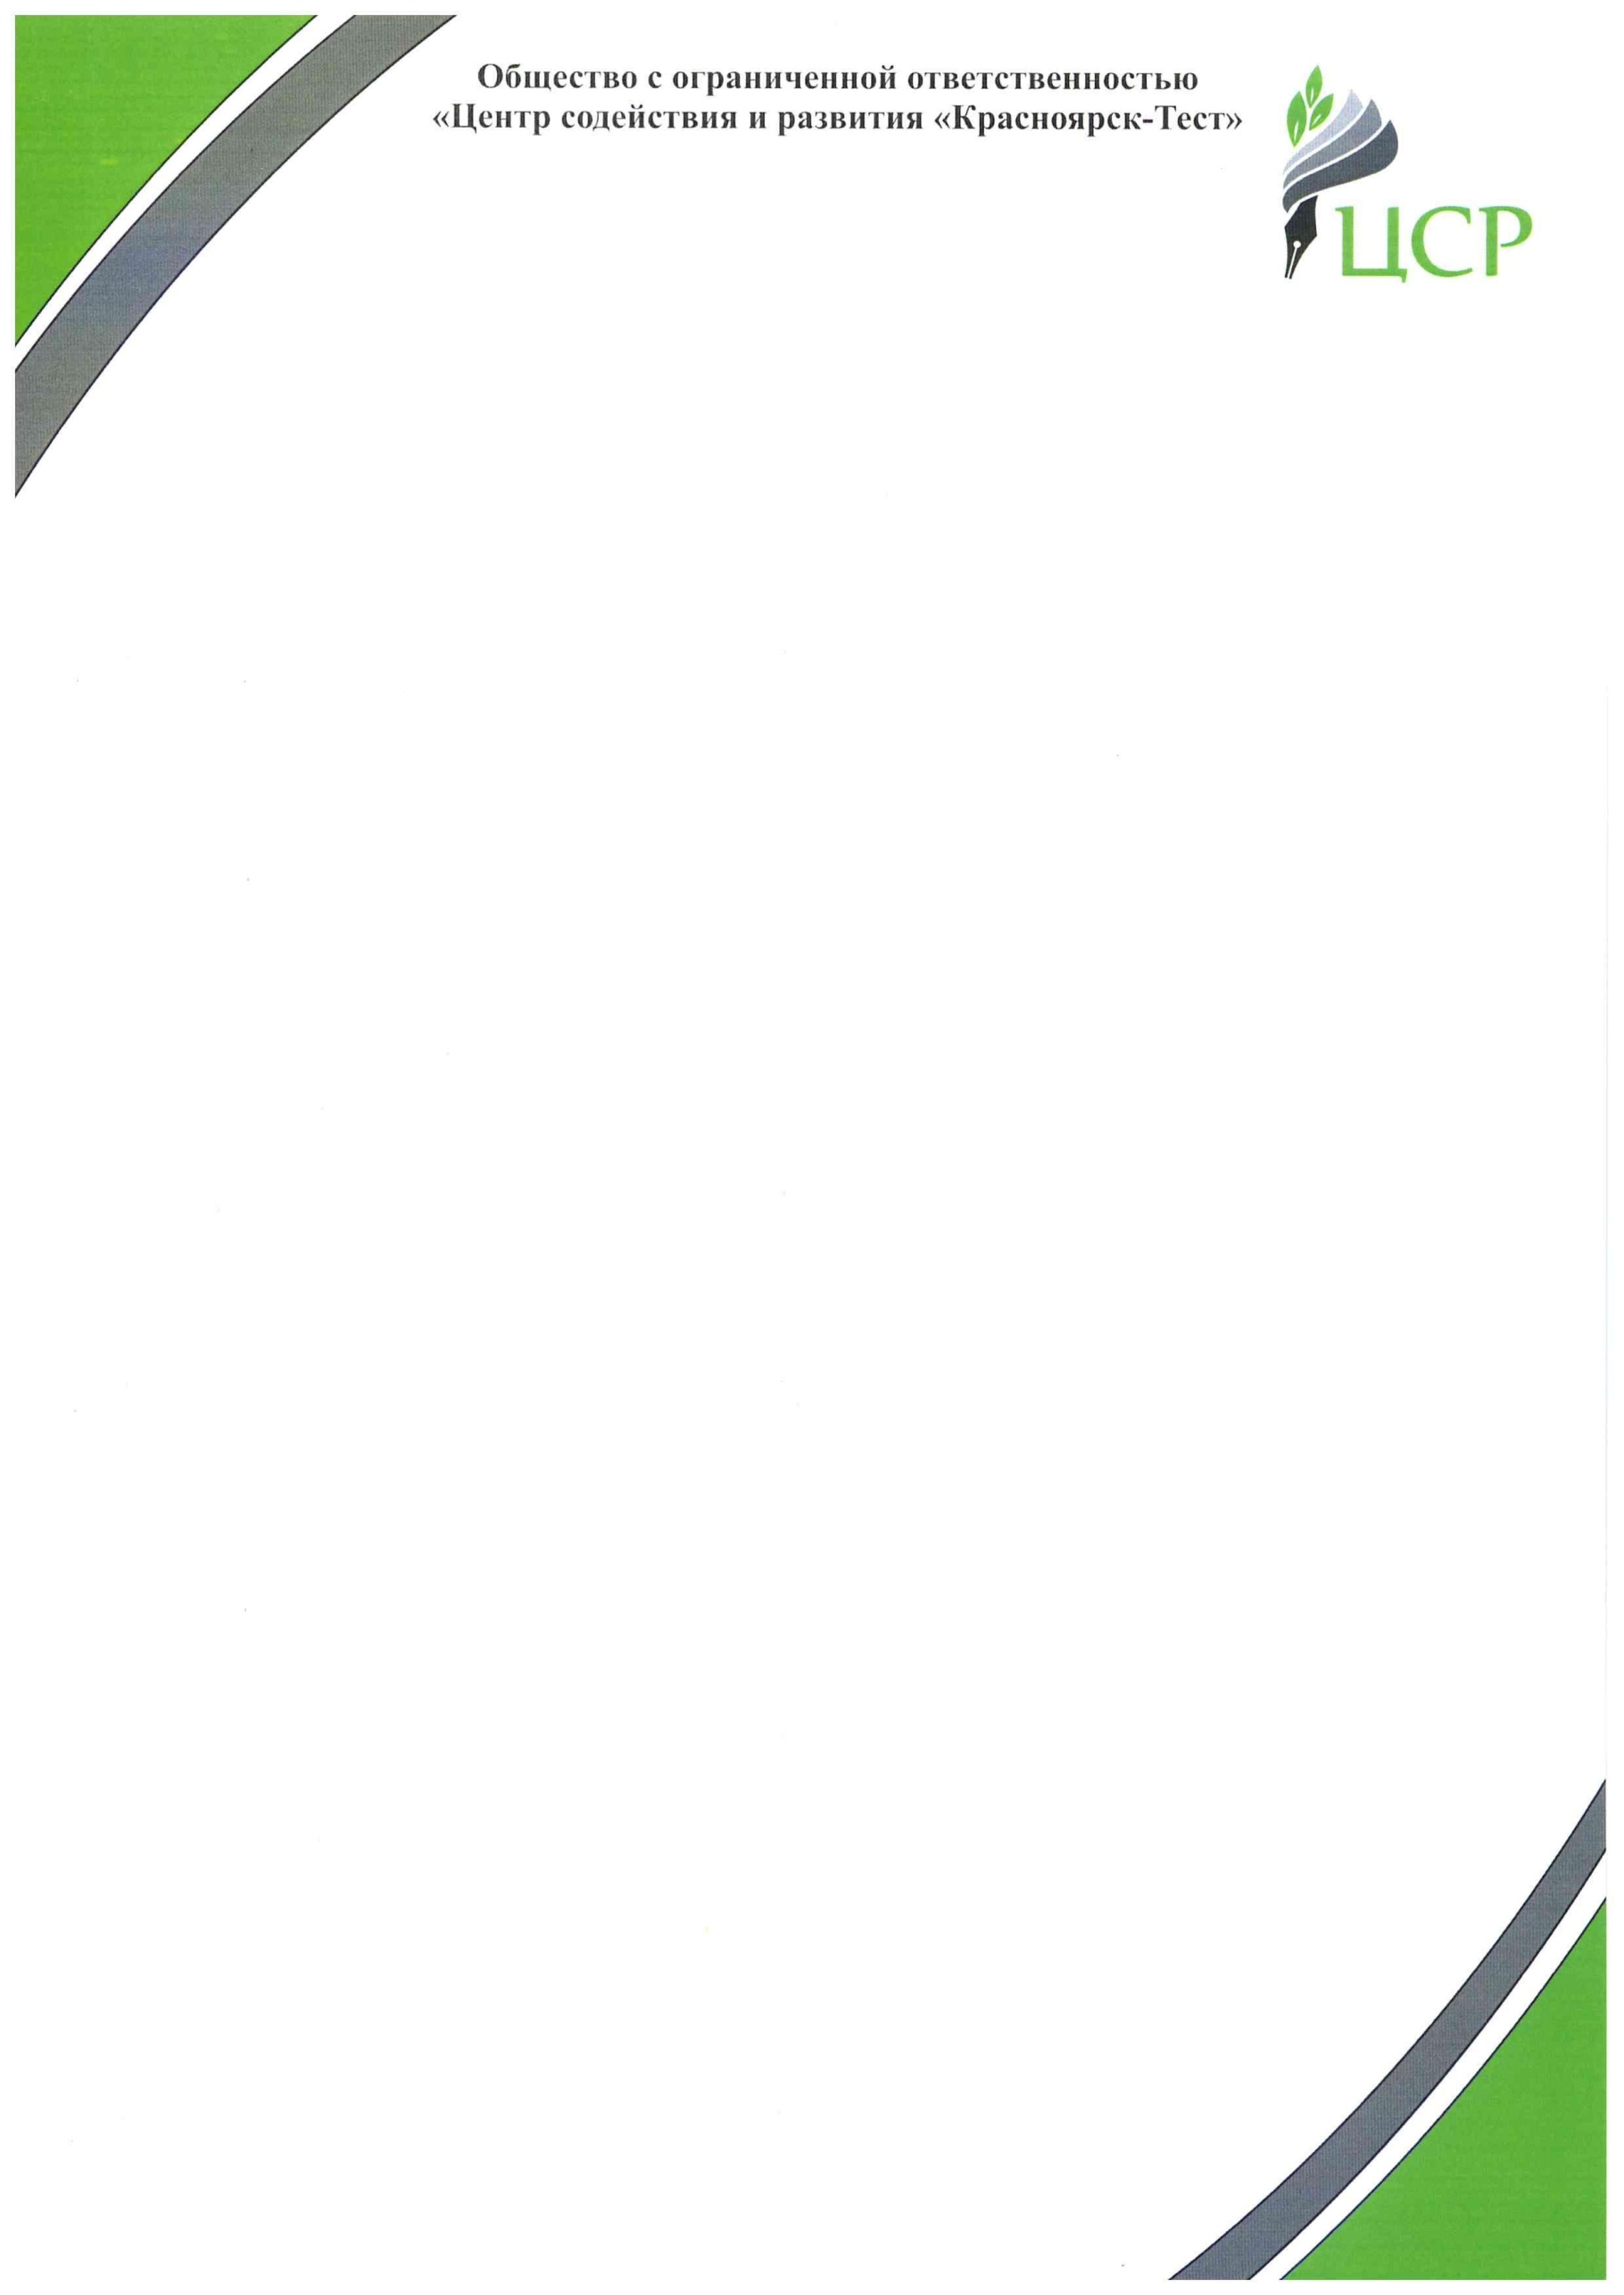 Общество с ограниченной ответственностью
«Центр содействия и развития «Красноярск-Тест»
ЦСР